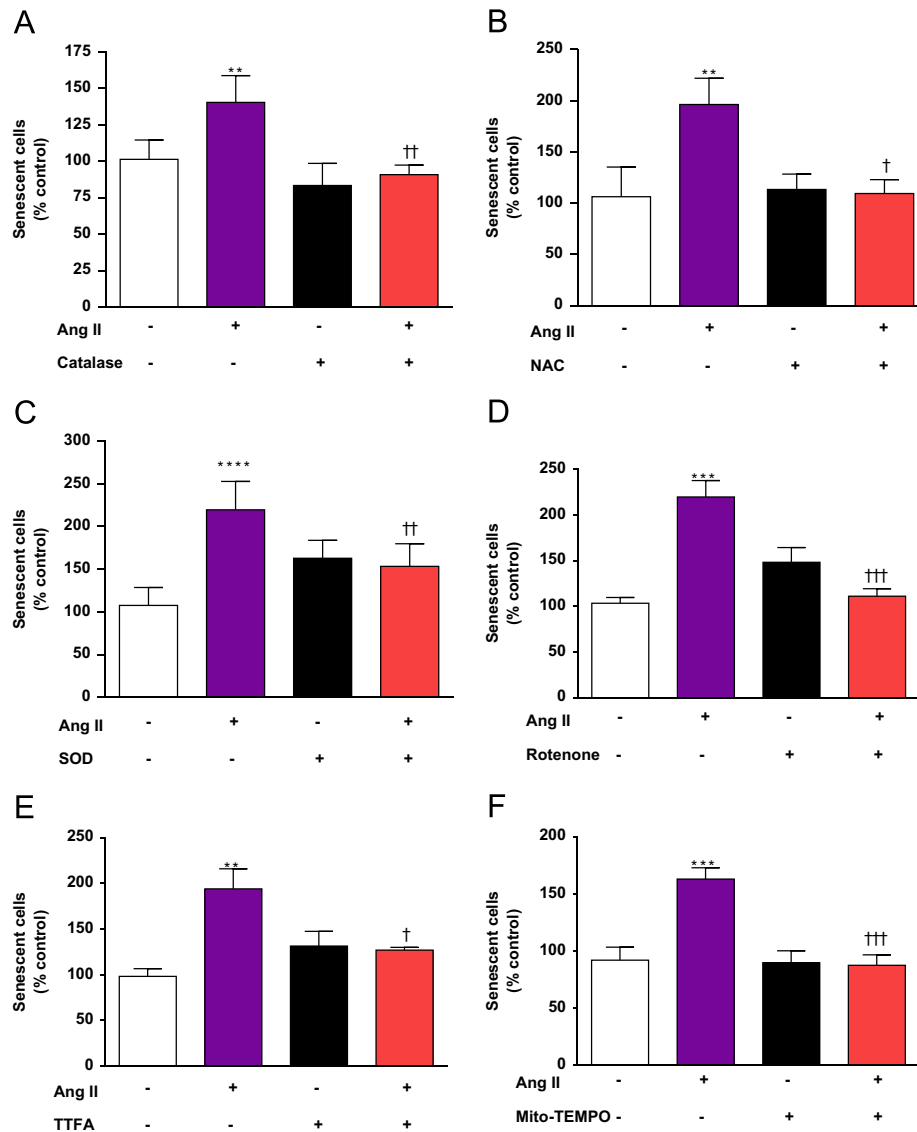 A
Senescent cells
(% control)
175
150
125
100
75
50
25
0
**
††
Ang II - + - +
Catalase - - + +
B
Senescent cells
(% control)
250
200
150
100
50
0
**
†
Ang II - + - +
NAC - - + +
C
Senescent cells
(% control)
300
250
200
150
100
50
0
****
††
Ang II - + - +
SOD - - + +
D
Senescent cells
(% control)
250
200
150
100
50
0
***
†††
Ang II - + - +
Rotenone - - + +
E
Senescent cells
(% control)
250
200
150
100
50
0
**
†
Ang II - + - +
TTFA - - + +
F
Senescent cells
(% control)
200
150
100
50
0
***
†††
Ang II - + - +
Mito-TEMPO - - + +